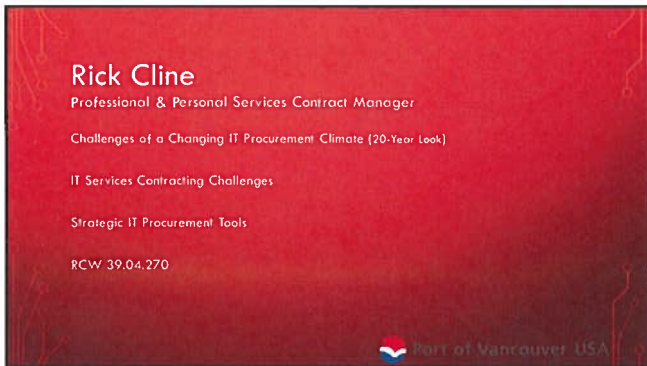 Rick Cline
Professional & Personal Services Contract Manager
Challenges of a Changing IT Procurement Climate (20-Year Look)
IT Services Contracting Challenges
Strategic IT Procurement Tools
RCW 39.04.270
Port of Vancouver USA